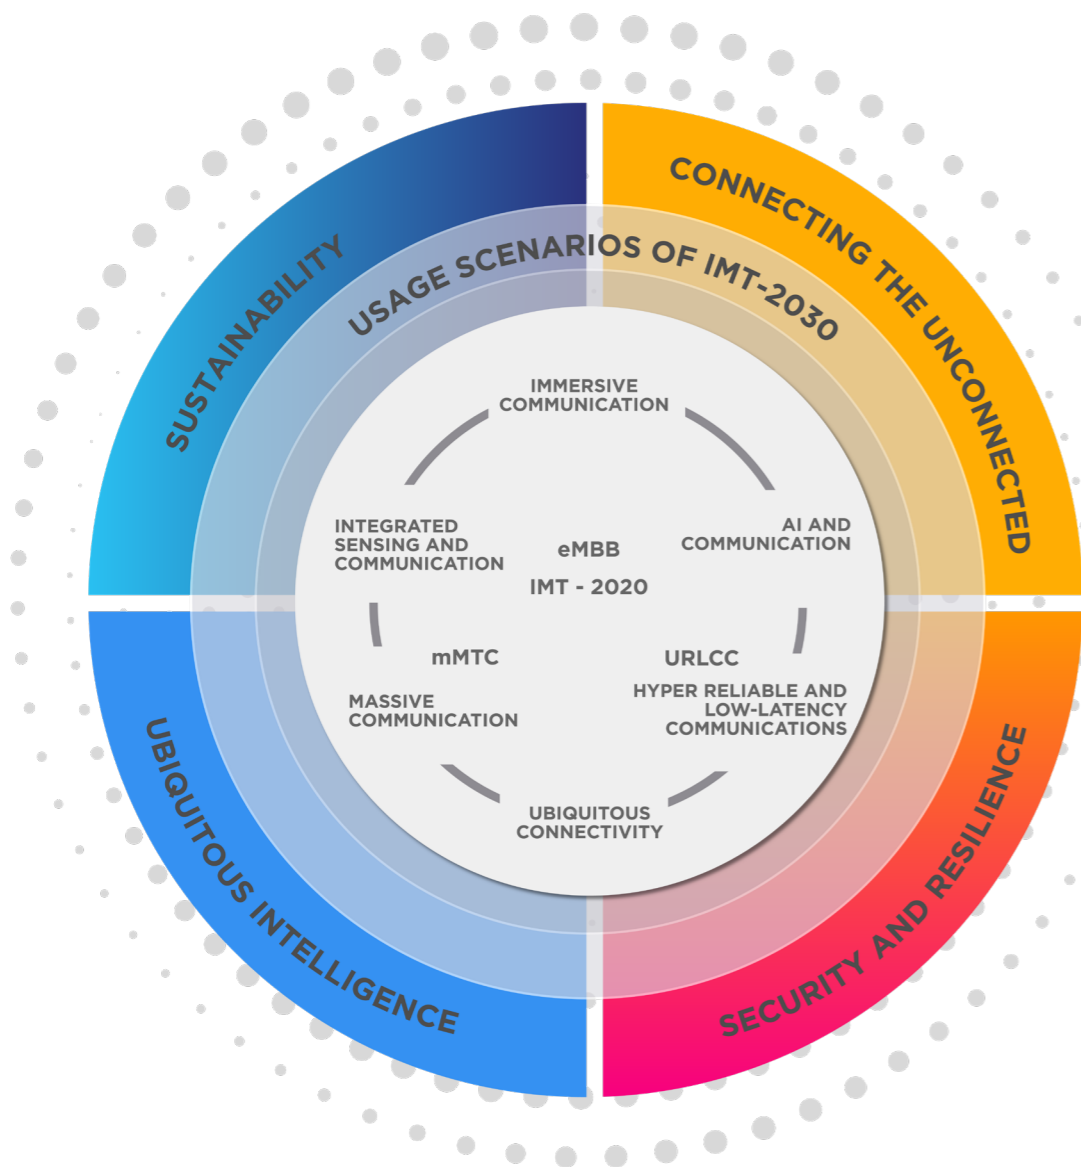 SUSTAINABILITY
CONNECTING THE UNCONNECTED
USAGE SCENARIOS OF IMT-2030
IMMERSIVE
COMMUNICATION
INTEGRATED
SENSING AND
COMMUNICATION
eMBB
IMT - 2020
AI AND
COMMUNICATION
mMTC
URLCC
MASSIVE
COMMUNICATION
HYPER RELIABLE AND
LOW-LATENCY
COMMUNICATIONS
UBIQUITOUS
CONNECTIVITY
UBIQUITOUS INTELLIGENCE
SECURITY AND RESILIENCE